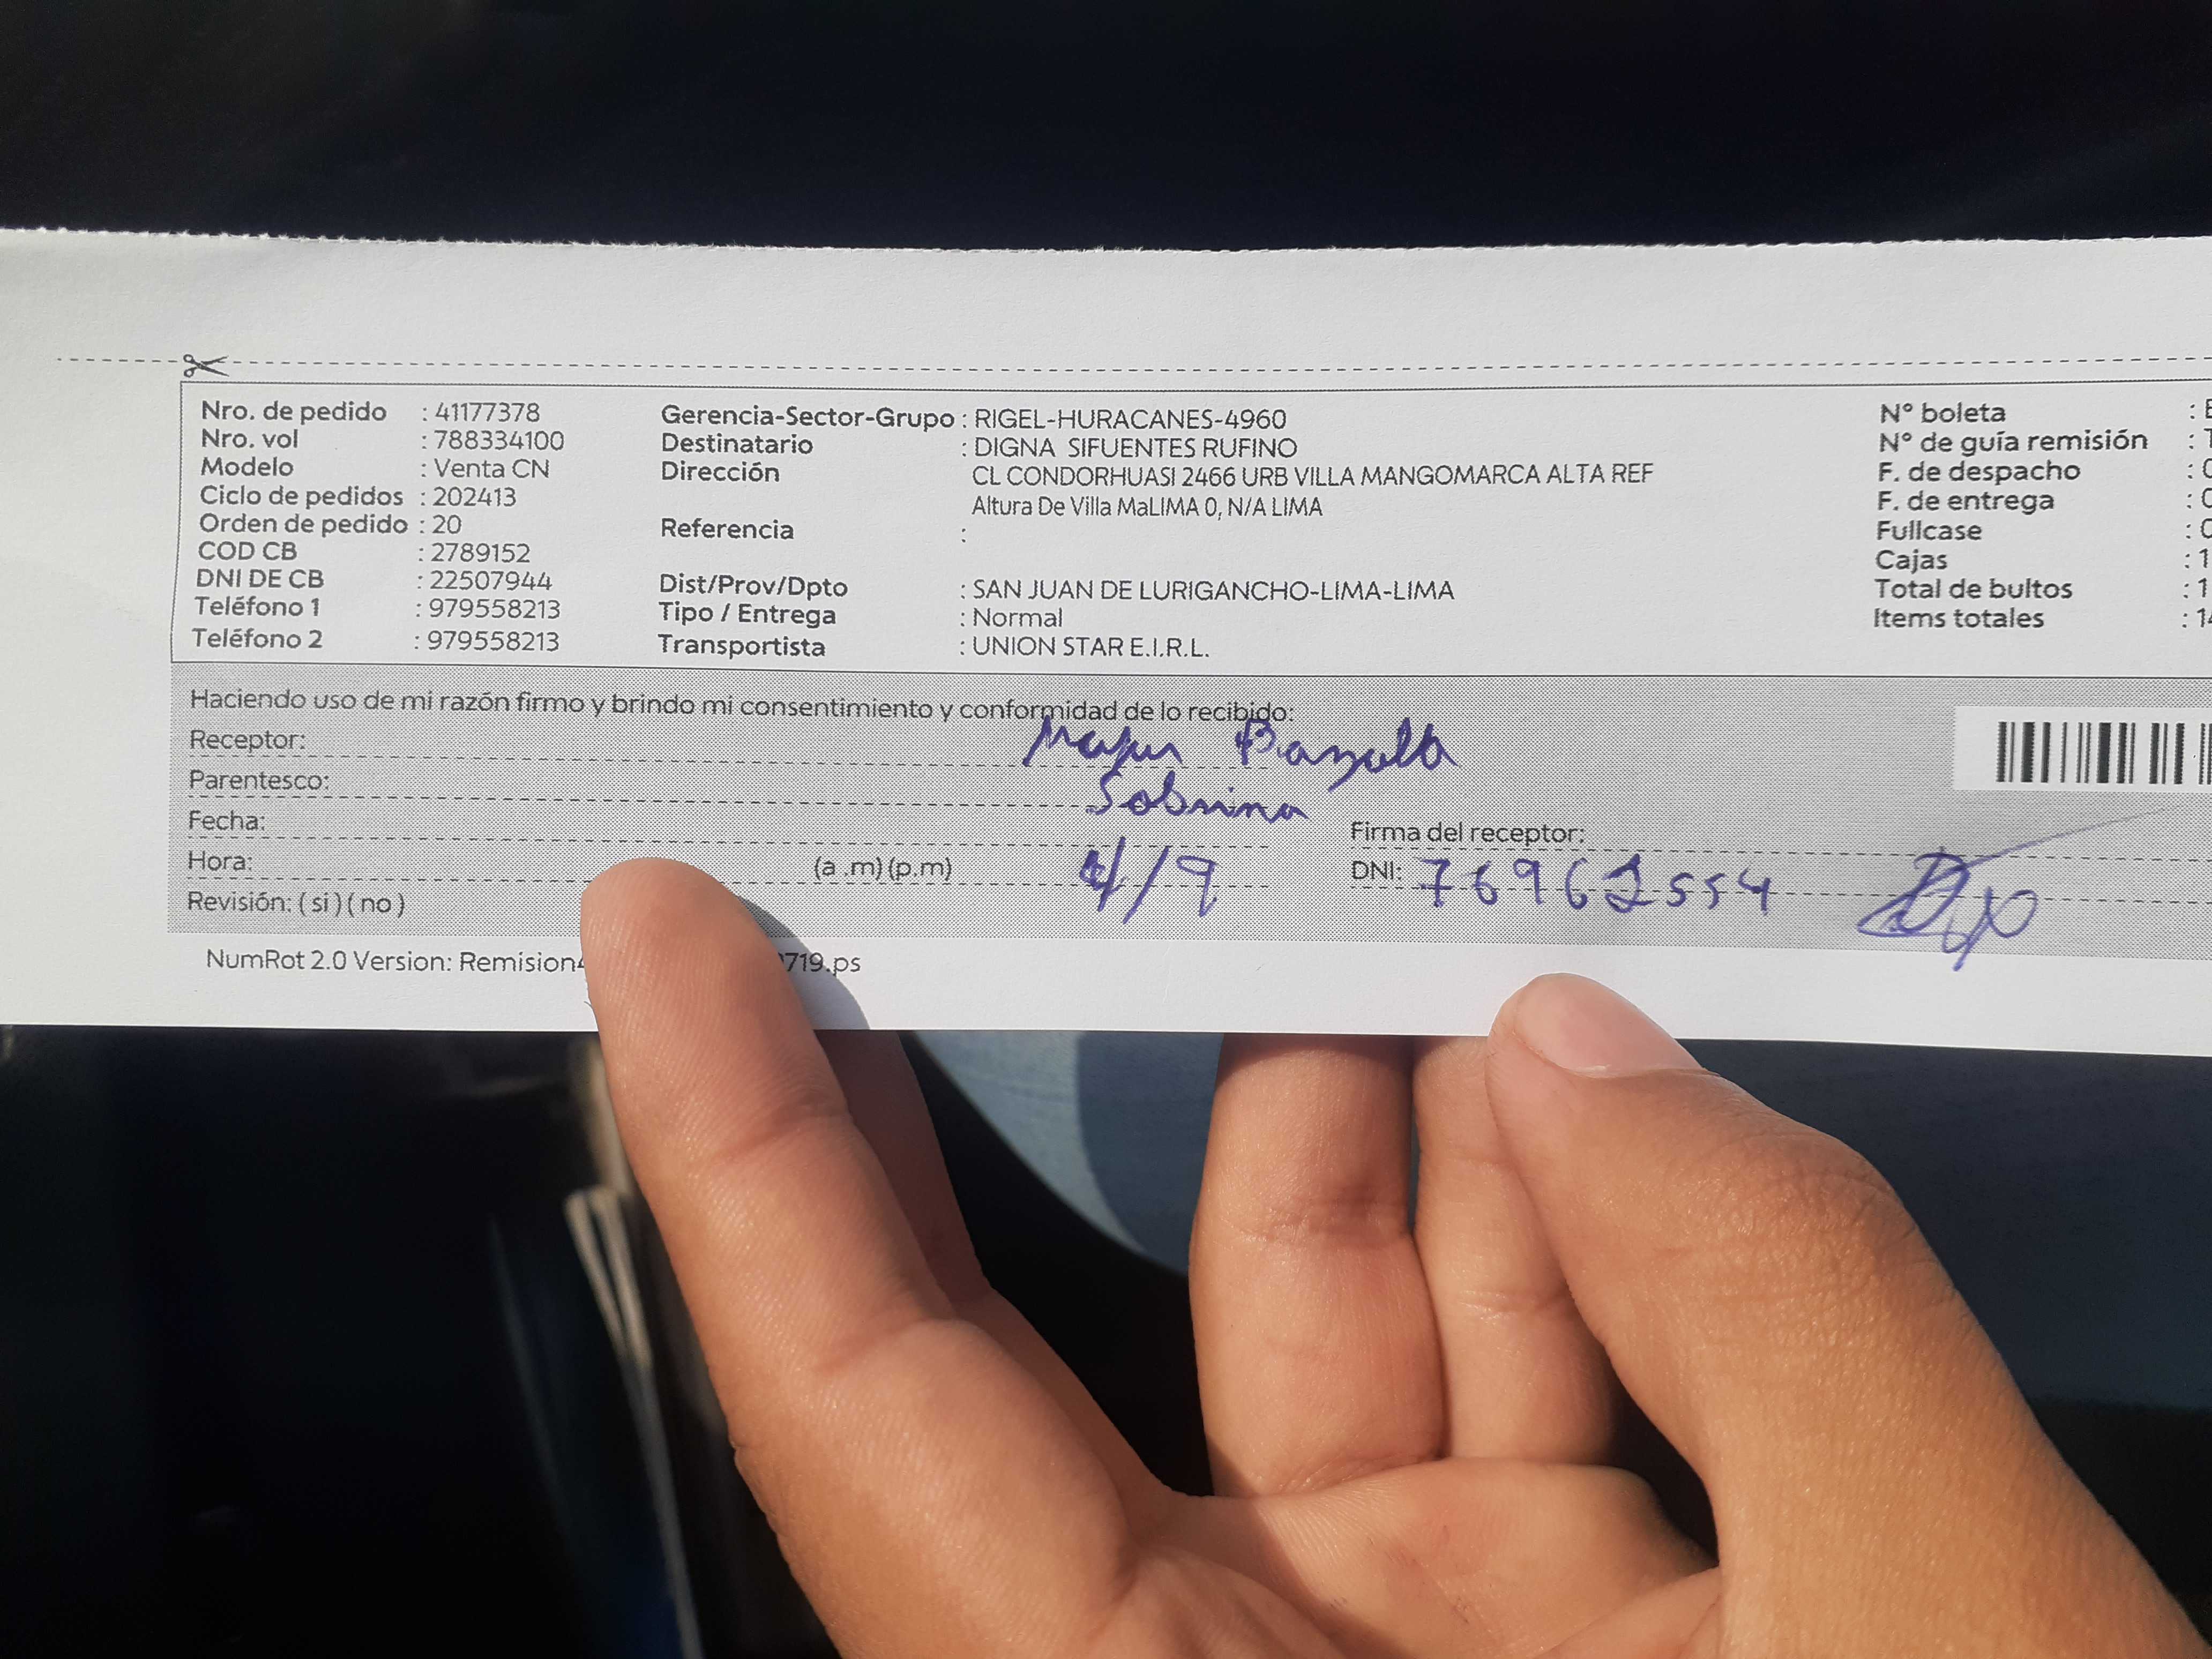 Nro. de pedido : 41177378
Nro. vol : 788334100
Modelo : Venta CN
Ciclo de pedidos : 202413
Orden de pedido : 20
COD CB : 2789152
DNI DE CB : 22507944
Teléfono 1 : 979558213
Teléfono 2 : 979558213
Gerencia-Sector-Grupo : RIGEL-HURACANES-4960
Destinatario : DIGNA SIFUENTES RUFINO
Dirección CL CONDORHUASI 2466 URB VILLA MANGOMARCA ALTA REF
Altura De Villa MaLIMA 0, N/A LIMA
Referencia :
Dist/Prov/Dpto : SAN JUAN DE LURIGANCHO-LIMA-LIMA
Tipo / Entrega : Normal
Transportista : UNION STAR E.I.R.L.
N° boleta :
N° de guía remisión :
F. de despacho :
F. de entrega :
Fullcase :
Cajas : 1
Total de bultos : 1
Items totales : 14
Haciendo uso de mi razón firmo y brindo mi consentimiento y conformidad de lo recibido:
Receptor:
Parentesco: Sobrina
Fecha:
Hora: (a .m) (p.m) 4/9
Revisión: ( si ) ( no )
Firma del receptor:
DNI: 76962554
NumRot 2.0 Version: 719.ps